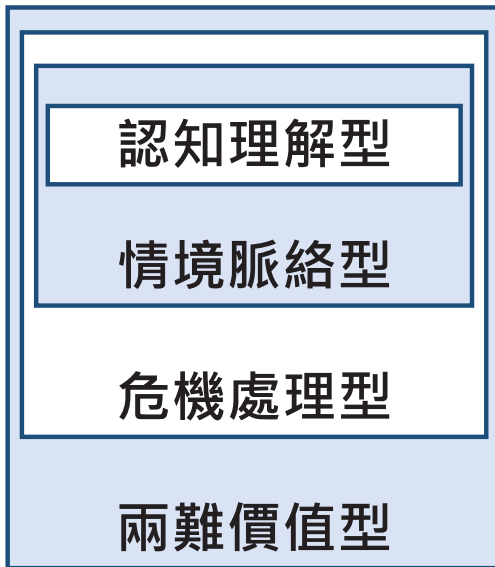 認知理解型
情境脈絡型
危機處理型
兩難價值型